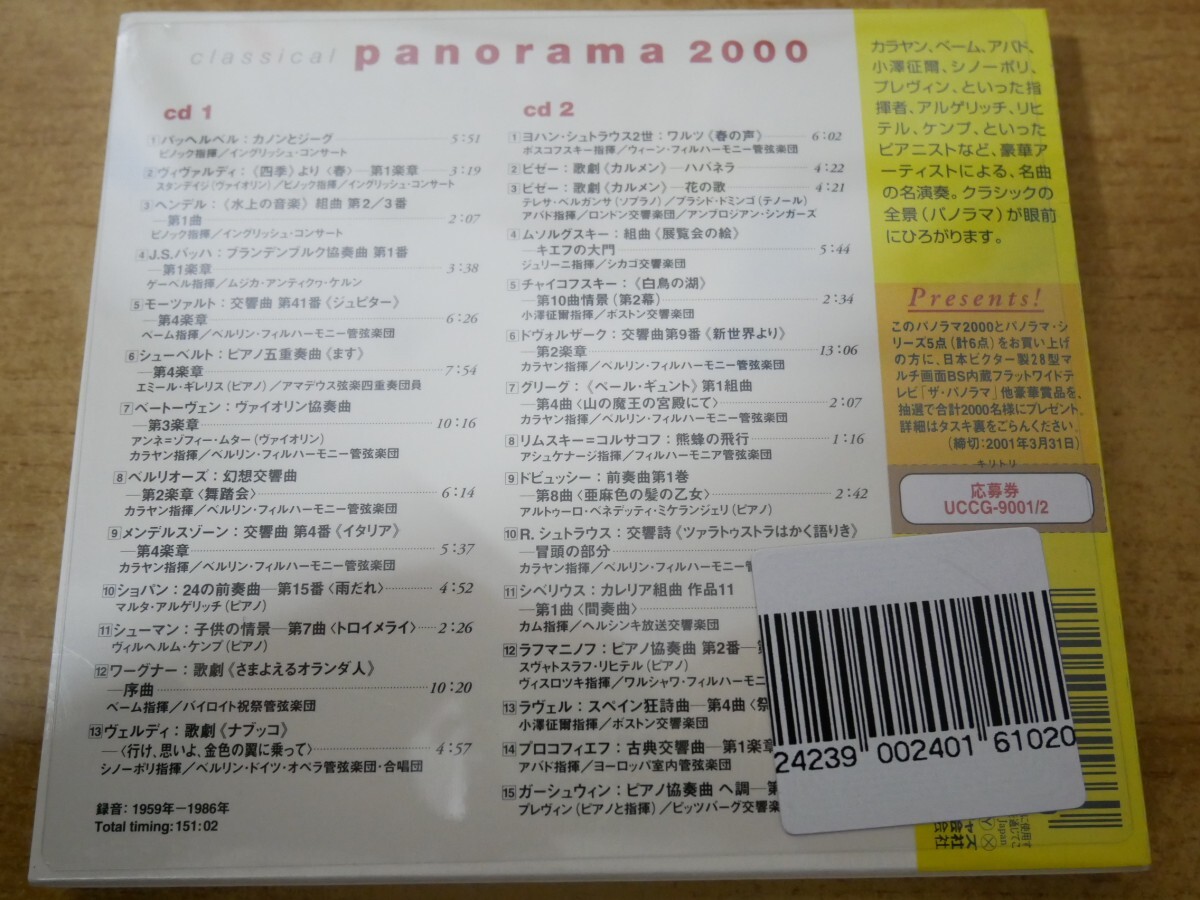 classical panorama 2000
cd 1
1 パッヘルベル：カノンとジーグ 5:51
ピノック指揮／イングリッシュ・コンサート
2 ヴィヴァルディ：《四季》より〈春〉 第1楽章 3:19
スタンデイジ（ヴァイオリン）／ピノック指揮／イングリッシュ・コンサート
3 ヘンデル：《水上の音楽》組曲 第2／3番
―第1曲 2:07
ピノック指揮／イングリッシュ・コンサート
4 J.S.バッハ：ブランデンブルク協奏曲 第1番
―第1楽章 3:38
ゲーベル指揮／ムジカ・アンティクヮ・ケルン
5 モーツァルト：交響曲 第41番《ジュピター》
―第4楽章 6:26
ベーム指揮／ベルリン・フィルハーモニー管弦楽団
6 シューベルト：ピアノ五重奏曲《ます》
―第4楽章 7:54
エミール・ギレリス（ピアノ）／アマデウス弦楽四重奏団員
7 ベートーヴェン：ヴァイオリン協奏曲
―第3楽章 10:16
アンネ=ゾフィー・ムター（ヴァイオリン）
カラヤン指揮／ベルリン・フィルハーモニー管弦楽団
8 ベルリオーズ：幻想交響曲
―第2楽章〈舞踏会〉 6:14
カラヤン指揮／ベルリン・フィルハーモニー管弦楽団
9 メンデルスゾーン：交響曲 第4番《イタリア》
―第4楽章 5:37
カラヤン指揮／ベルリン・フィルハーモニー管弦楽団
10 ショパン：24の前奏曲―第15番〈雨だれ〉 4:52
マルタ・アルゲリッチ（ピアノ）
11 シューマン：子供の情景―第7曲〈トロイメライ〉 2:26
ヴィルヘルム・ケンプ（ピアノ）
12 ワーグナー：歌劇《さまよえるオランダ人》
―序曲 10:20
ベーム指揮／バイロイト祝祭管弦楽団
13 ヴェルディ：歌劇《ナブッコ》
―〈行け、思いよ、金色の翼に乗って〉 4:57
シノーポリ指揮／ベルリン・ドイツ・オペラ管弦楽団・合唱団
録音：1959年―1986年
Total timing:151:02
cd 2
1 ヨハン・シュトラウス2世：ワルツ《春の声》 6:02
ボスコフスキー指揮／ウィーン・フィルハーモニー管弦楽団
2 ビゼー：歌劇《カルメン》―ハバネラ 4:22
3 ビゼー：歌劇《カルメン》―花の歌 4:21
テレサ・ベルガンサ（ソプラノ）／プラシド・ドミンゴ（テノール）
アバド指揮／ロンドン交響楽団／アンブロジアン・シンガーズ
4 ムソルグスキー：組曲《展覧会の絵》
―キエフの大門 5:44
ジュリーニ指揮／シカゴ交響楽団
5 チャイコフスキー：《白鳥の湖》
―第10曲情景（第2幕） 2:34
小澤征爾指揮／ボストン交響楽団
6 ドヴォルザーク：交響曲第9番《新世界より》
―第2楽章 13:06
カラヤン指揮／ベルリン・フィルハーモニー管弦楽団
7 グリーグ：《ペール・ギュント》第1組曲
―第4曲〈山の魔王の宮殿にて〉 2:07
カラヤン指揮／ベルリン・フィルハーモニー管弦楽団
8 リムスキー=コルサコフ：熊蜂の飛行 1:16
アシュケナージ指揮／フィルハーモニア管弦楽団
9 ドビュッシー：前奏曲第1巻
―第8曲〈亜麻色の髪の乙女〉 2:42
アルトゥーロ・ベネデッティ・ミケランジェリ（ピアノ）
10 R. シュトラウス：交響詩《ツァラトゥストラはかく語りき》
―冒頭の部分
11 シベリウス：カレリア組曲 作品11
―第1曲〈間奏曲〉
カム指揮／ヘルシンキ放送交響楽団
12 ラフマニノフ：ピアノ協奏曲 第2番―第
スヴャトスラフ・リヒテル（ピアノ）
ヴィスロツキ指揮／ワルシャワ・フィルハーモニ
13 ラヴェル：スペイン狂詩曲―第4曲〈祭
小澤征爾指揮／ボストン交響楽団
14 プロコフィエフ：古典交響曲―第1楽章
アバド指揮／ヨーロッパ室内管弦楽団
15 ガーシュウィン：ピアノ協奏曲 ヘ調―第
プレヴィン（ピアノと指揮）／ピッツバーグ交響楽
カラヤン、ベーム、アバド、
小澤征爾、シノーポリ、
プレヴィン、といった指
揮者、アルゲリッチ、リヒ
テル、ケンプ、といった
ピアニストなど、豪華ア
ーティストによる、名曲
の名演奏。クラシックの
全景（パノラマ）が眼前
にひろがります。
Presents!
このパノラマ2000とパノラマ・シ
リーズ5点（計6点）をお買い上げ
の方に、日本ビクター製28型マ
ルチ画面BS内蔵フラットワイドテ
レビ「ザ・パノラマ」他豪華賞品を、
抽選で合計2000名様にプレゼント。
詳細はタスキ裏をごらんください。
（締切：2001年3月31日）
キリトリ
応募券
UCCG-9001/2
24239 002401 61020